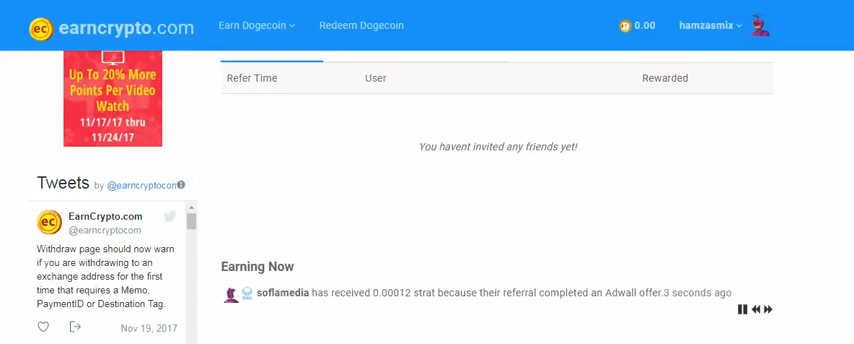 earncrypto.com
Earn Dogecoin
Redeem Dogecoin
0.00
hamzasmix
Up To 20% More
Points Per Video
Watch
11/17/17 thru
11/24/17
Refer Time
User
Rewarded
You havent invited any friends yet!
Tweets by @earncryptocom
ec
EarnCrypto.com
@earncryptocom
Withdraw page should now warn
if you are withdrawing to an
exchange address for the first
time that requires a Memo,
PaymentID or Destination Tag.
Nov 19, 2017
Earning Now
soflamedia has received 0.00012 strat because their referral completed an Adwall offer.3 seconds ago